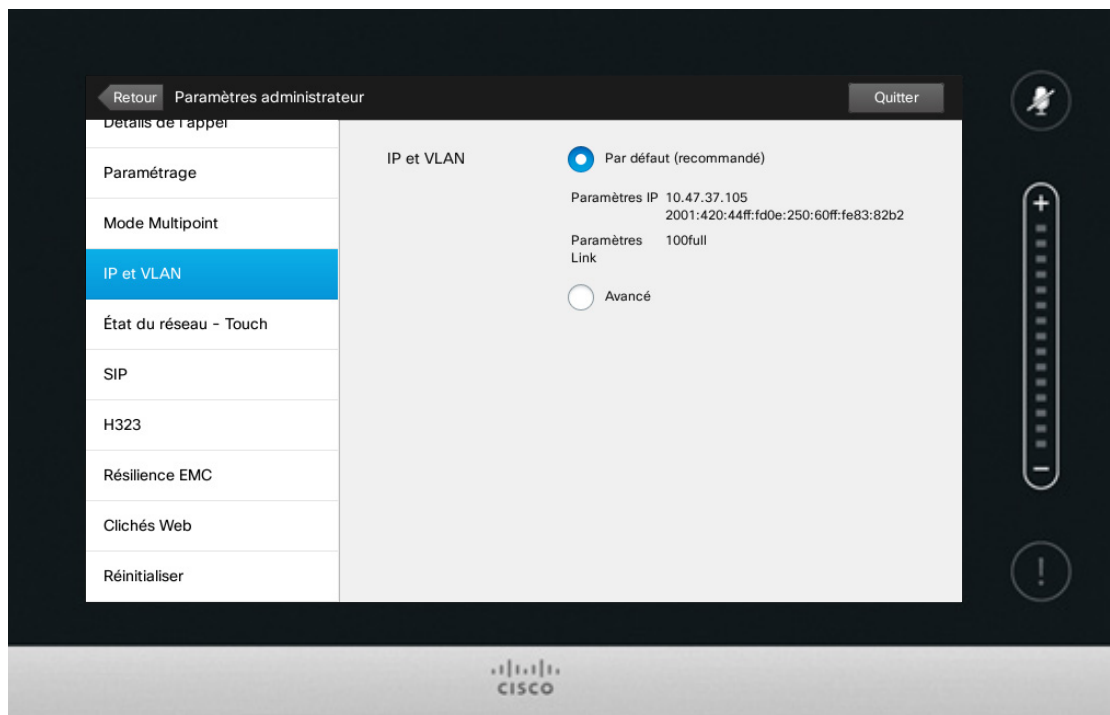 Retour Paramètres administrateur Quitter
Détails de l'appel
Paramétrage
Mode Multipoint
IP et VLAN
État du réseau - Touch
SIP
H323
Résilience EMC
Clichés Web
Réinitialiser
IP et VLAN
Par défaut (recommandé)
Paramètres IP 10.47.37.105
2001:420:44ff:fd0e:250:60ff:fe83:82b2
Paramètres 100full
Link
Avancé
+
-
!
CISCO